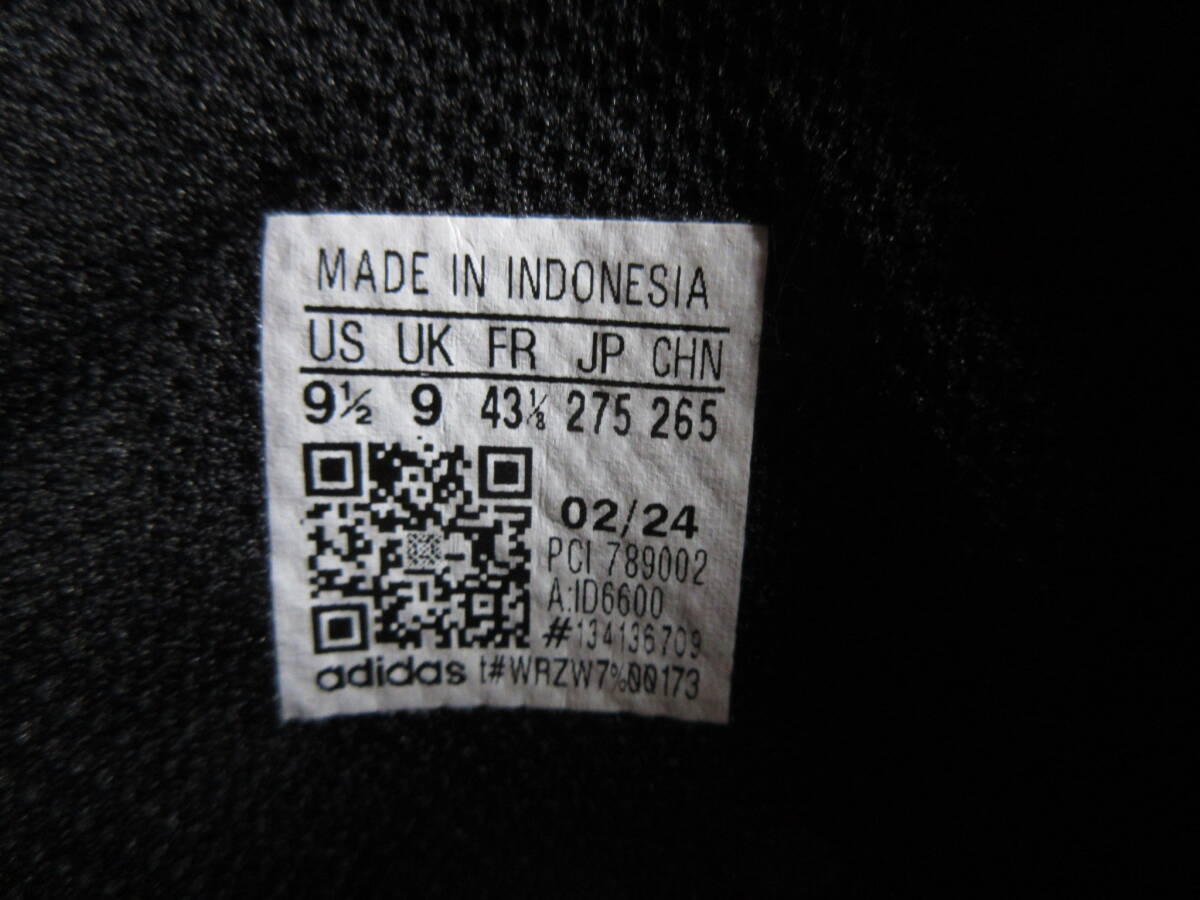 MADE IN INDONESIA
US UK FR JP CHN
9½ 9 43⅓ 275 265
02/24
PCI 789002
A:ID6600
#134136709
adidas t#WRZW7%00173